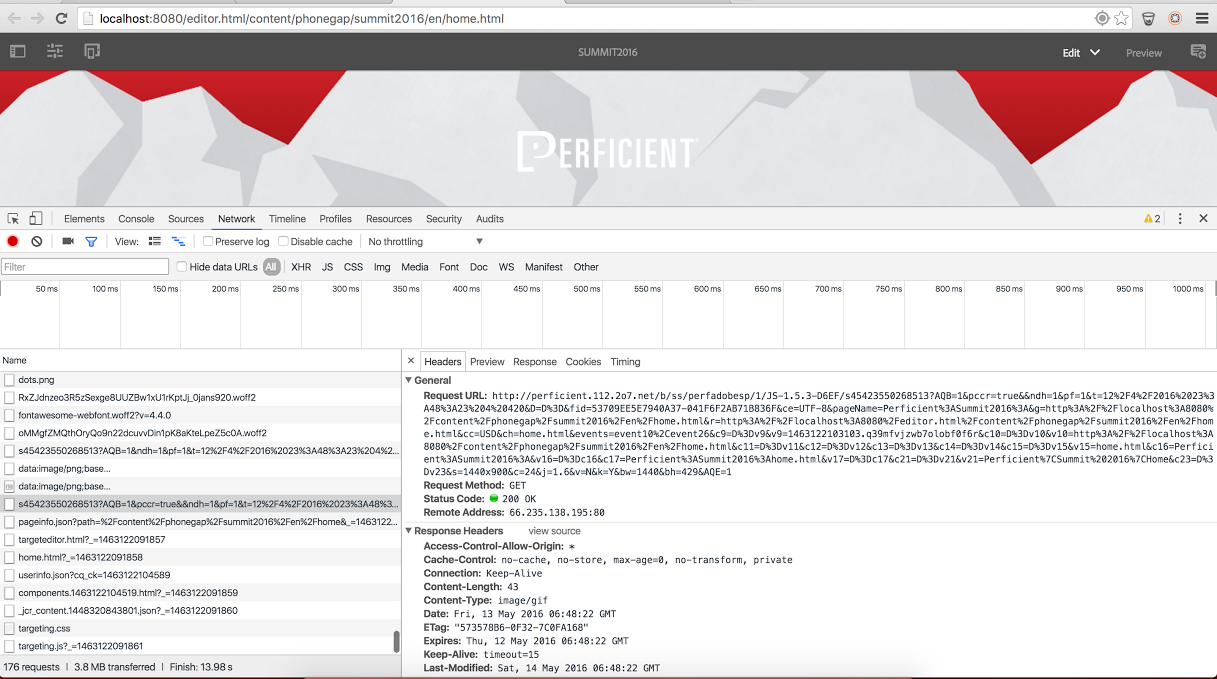 localhost:8080/editor.html/content/phonegap/summit2016/en/home.html
SUMMIT2016
Edit
Preview
PERFICIENT
Elements Console Sources Network Timeline Profiles Resources Security Audits
2
View: Preserve log Disable cache No throttling
Filter
Hide data URLs All XHR JS CSS Img Media Font Doc WS Manifest Other
50 ms 100 ms 150 ms 200 ms 250 ms 300 ms 350 ms 400 ms 450 ms 500 ms 550 ms 600 ms 650 ms 700 ms 750 ms 800 ms 850 ms 900 ms 950 ms 1000 ms
Name
dots.png
RxZJdnzeo3R5zSexge8UUZBw1xU1rKptJj_0jans920.woff2
fontawesome-webfont.woff2?v=4.4.0
oMMgfZMQthOryQo9n22dcuvvDin1pK8aKteLpeZ5c0A.woff2
s45423550268513?AQB=1&ndh=1&pf=1&t=12%2F4%2F2016%2023%3A48%3A23%204%2...
data:image/png;base...
data:image/png;base...
s45423550268513?AQB=1&pccr=true&&ndh=1&pf=1&t=12%2F4%2F2016%2023%3A48%3...
pageinfo.json?path=%2Fcontent%2Fphonegap%2Fsummit2016%2Fen%2Fhome&_=1463122...
targeteditor.html?_=1463122091857
home.html?_=1463122091858
userinfo.json?cq_ck=1463122104589
components.1463122104519.html?_=1463122091859
_jcr_content.1448320843801.json?_=1463122091860
targeting.css
targeting.js?_=1463122091861
176 requests | 3.8 MB transferred | Finish: 13.98 s
Headers Preview Response Cookies Timing
General
Request URL: http://perficient.112.2o7.net/b/ss/perfadobesp/1/JS-1.5.3-D6EF/s45423550268513?AQB=1&pccr=true&&ndh=1&pf=1&t=12%2F4%2F2016%2023%3
A48%3A23%204%20420&D=D%3D&fid=53709EE5E7940A37-041F6F2AB71B836F&ce=UTF-8&pageName=Perficient%3ASummit2016%3A&g=http%3A%2F%2Flocalhost%3A8080%
2Fcontent%2Fphonegap%2Fsummit2016%2Fen%2Fhome.html&r=http%3A%2F%2Flocalhost%3A8080%2Feditor.html%2Fcontent%2Fphonegap%2Fsummit2016%2Fen%2Fhom
e.html&cc=USD&ch=home.html&events=event10%2Cevent26&c9=D%3Dv9&v9=1463122103103.q39mfvjzwb7olobf0f6r&c10=D%3Dv10&v10=http%3A%2F%2Flocalhost%3A
8080%2Fcontent%2Fphonegap%2Fsummit2016%2Fen%2Fhome.html&c11=D%3Dv11&c12=D%3Dv12&c13=D%3Dv13&c14=D%3Dv14&c15=D%3Dv15&v15=home.html&c16=Perfici
ent%3ASummit2016%3A&v16=D%3Dc16&c17=Perficient%3ASummit2016%3Ahome.html&v17=D%3Dc17&c21=D%3Dv21&v21=Perficient%7CSummit%202016%7CHome&c23=D%3
Dv23&s=1440x900&c=24&j=1.6&v=N&k=Y&bw=1440&bh=429&AQE=1
Request Method: GET
Status Code: 200 OK
Remote Address: 66.235.138.195:80
Response Headers view source
Access-Control-Allow-Origin: *
Cache-Control: no-cache, no-store, max-age=0, no-transform, private
Connection: Keep-Alive
Content-Length: 43
Content-Type: image/gif
Date: Fri, 13 May 2016 06:48:22 GMT
ETag: "573578B6-0F32-7C0FA168"
Expires: Thu, 12 May 2016 06:48:22 GMT
Keep-Alive: timeout=15
Last-Modified: Sat, 14 May 2016 06:48:22 GMT